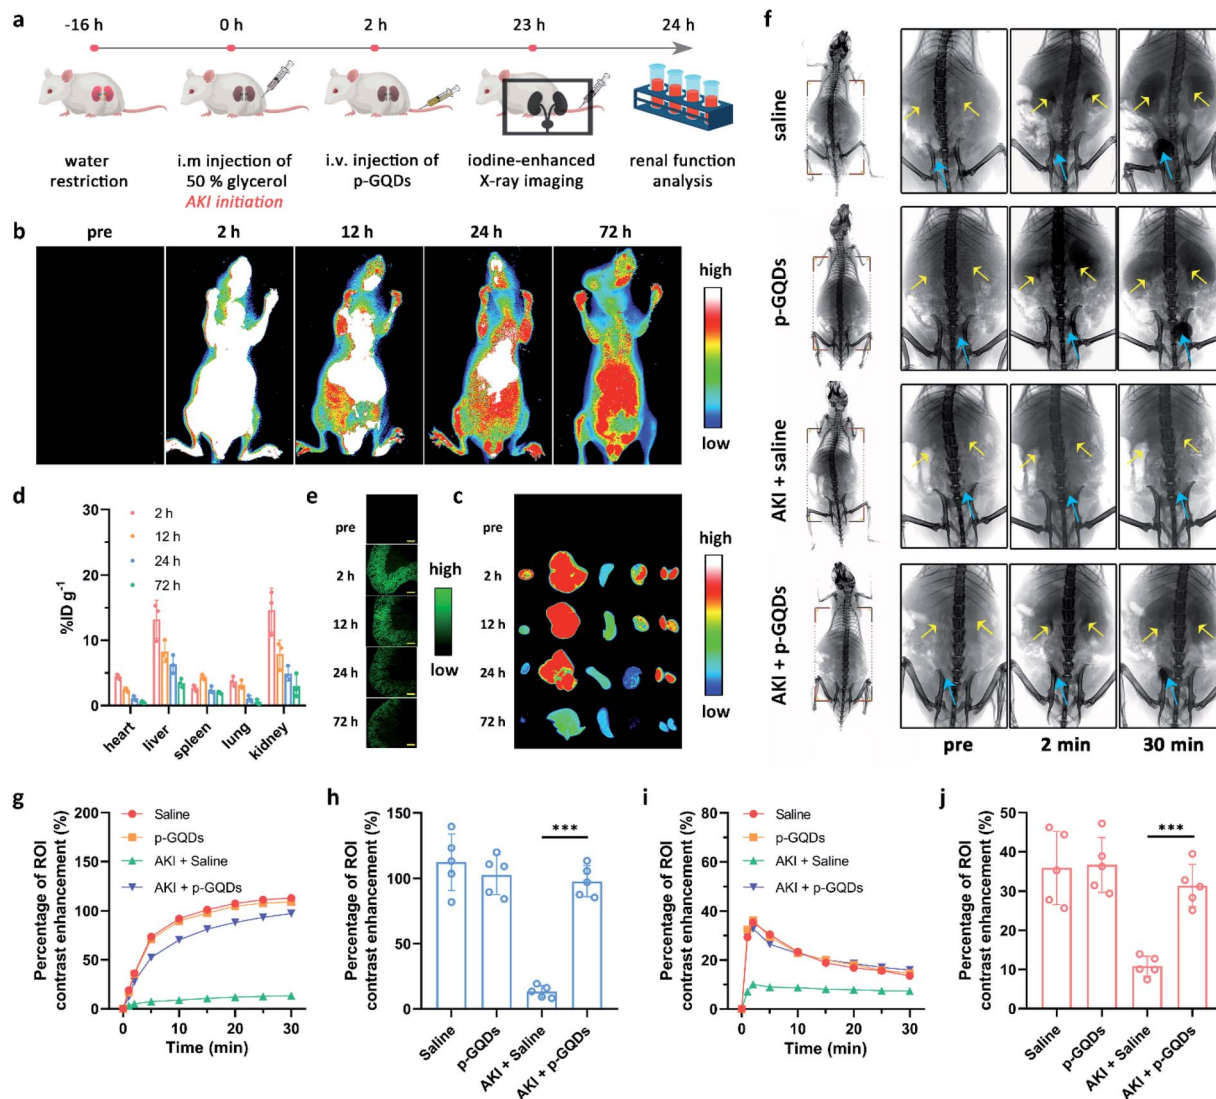 a
-16 h 0 h 2 h 23 h 24 h
water
restriction
i.m injection of
50 % glycerol
AKI initiation
i.v. injection of
p-GQDs
iodine-enhanced
X-ray imaging
renal function
analysis
b
pre 2 h 12 h 24 h 72 h
high
low
d
%ID g-1
30
20
10
0
2 h
12 h
24 h
72 h
heart liver spleen lung kidney
e
pre
2 h
12 h
24 h
72 h
high
low
c
pre
2 h
12 h
24 h
72 h
high
low
f
saline
p-GQDs
AKI + saline
AKI + p-GQDs
pre 2 min 30 min
g
Percentage of ROI
contrast enhancement (%)
200
150
100
50
0
Saline
p-GQDs
AKI + Saline
AKI + p-GQDs
0 10 20 30
Time (min)
h
Percentage of ROI
contrast enhancement (%)
150
100
50
0
***
Saline p-GQDs AKI + Saline AKI + p-GQDs
i
Percentage of ROI
contrast enhancement (%)
80
60
40
20
0
Saline
p-GQDs
AKI + Saline
AKI + p-GQDs
0 10 20 30
Time (min)
j
Percentage of ROI
contrast enhancement (%)
50
40
30
20
10
0
***
Saline p-GQDs AKI + Saline AKI + p-GQDs